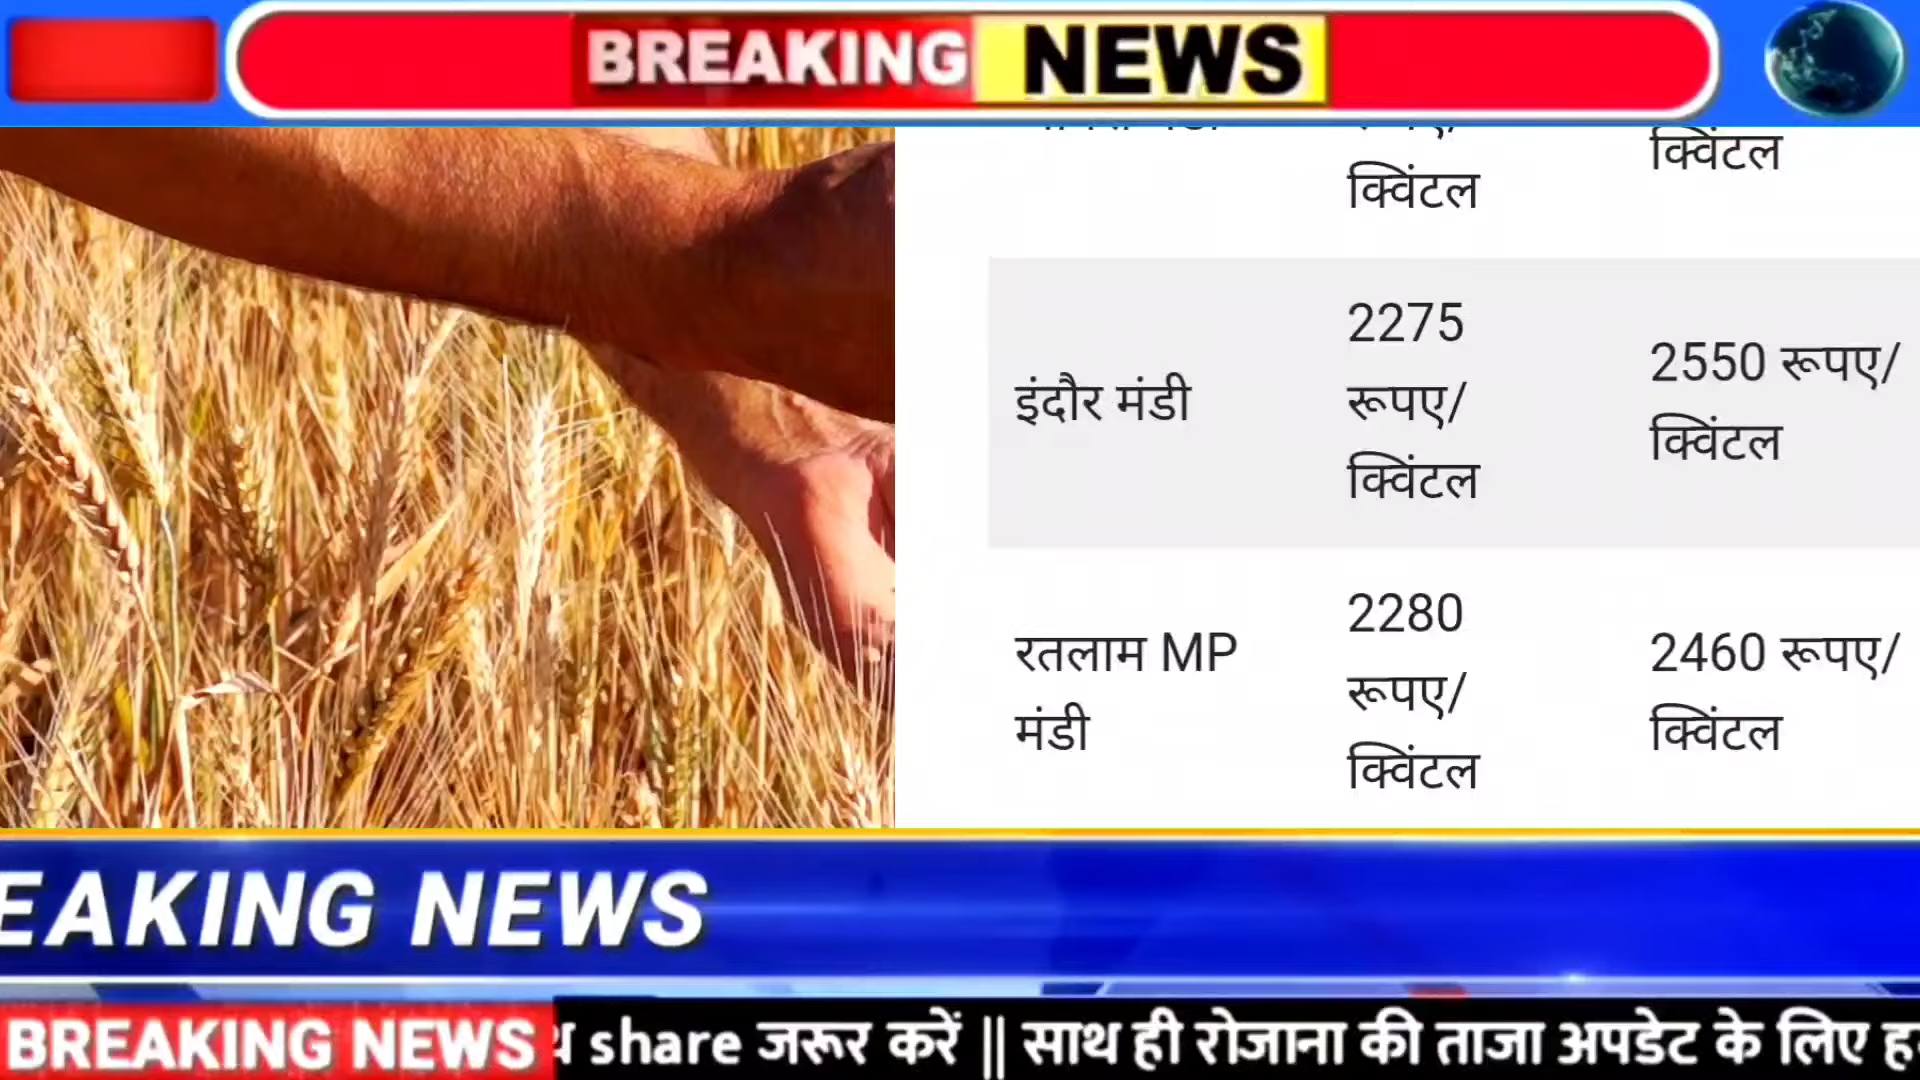 BREAKING NEWS
क्विंटल
क्विंटल
इंदौर मंडी
2275
रूपए/
क्विंटल
2550 रूपए/
क्विंटल
रतलाम MP
मंडी
2280
रूपए/
क्विंटल
2460 रूपए/
क्विंटल
EAKING NEWS
BREAKING NEWS
share जरूर करें || साथ ही रोजाना की ताजा अपडेट के लिए